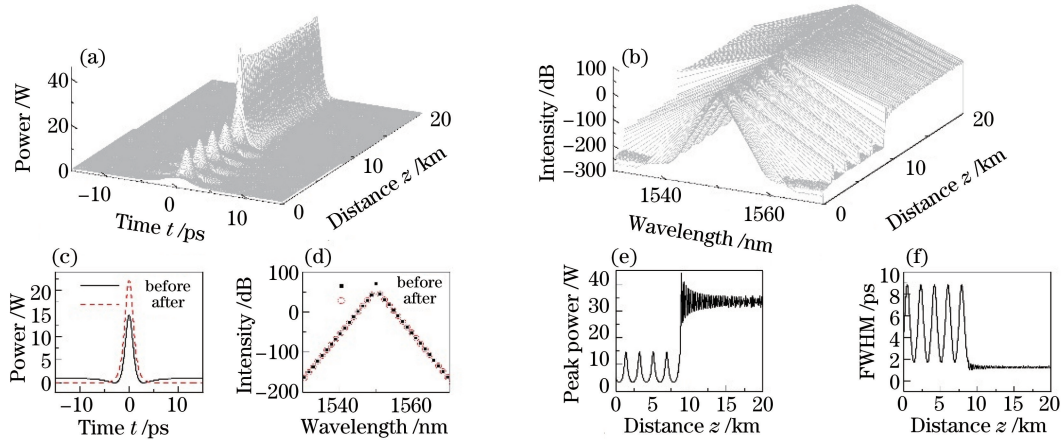 (a)
Power /W
40
20
0
−10
0
10
Time t /ps
0
10
20
Distance z /km
(b)
Intensity /dB
100
0
−100
−200
−300
1540
1560
Wavelength /nm
0
10
20
Distance z /km
(c)
Power /W
20
15
10
5
0
before
after
−10
0
10
Time t /ps
(d)
Intensity /dB
100
0
−100
−200
before
after
1540
1560
Wavelength /nm
(e)
Peak power /W
40
30
20
10
0
0
5
10
15
20
Distance z /km
(f)
FWHM /ps
10
8
6
4
2
0
0
5
10
15
20
Distance z /km